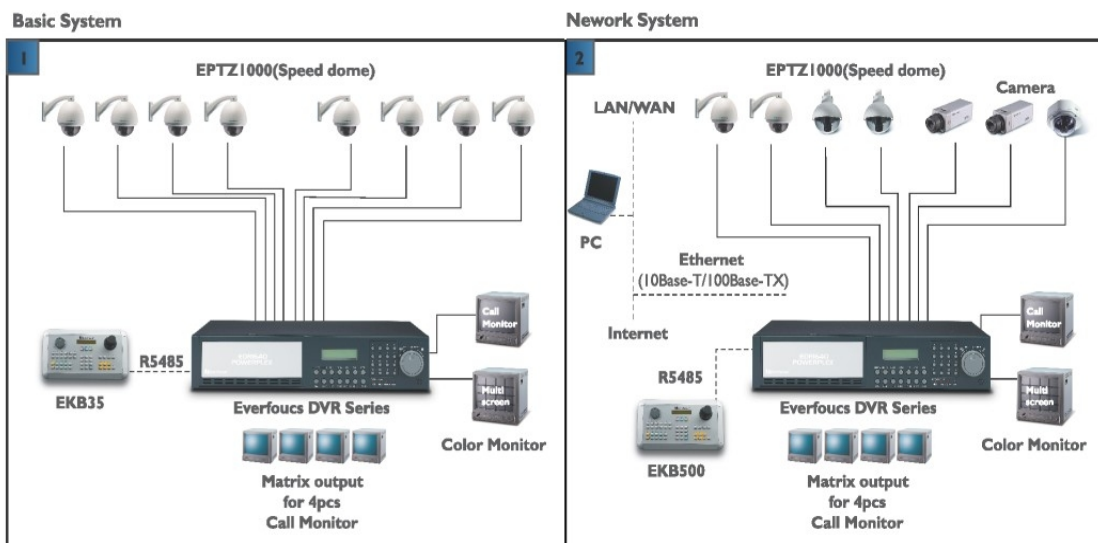 Basic System
1
EPTZ1000(Speed dome)
R5485
EKB35
Everfoucs DVR Series
Call
Monitor
Multi
screen
Color Monitor
Matrix output
for 4pcs
Call Monitor
Nework System
2
EPTZ1000(Speed dome)
Camera
LAN/WAN
PC
Ethernet
(10Base-T/100Base-TX)
Internet
R5485
EKB500
Everfoucs DVR Series
Call
Monitor
Multi
screen
Color Monitor
Matrix output
for 4pcs
Call Monitor